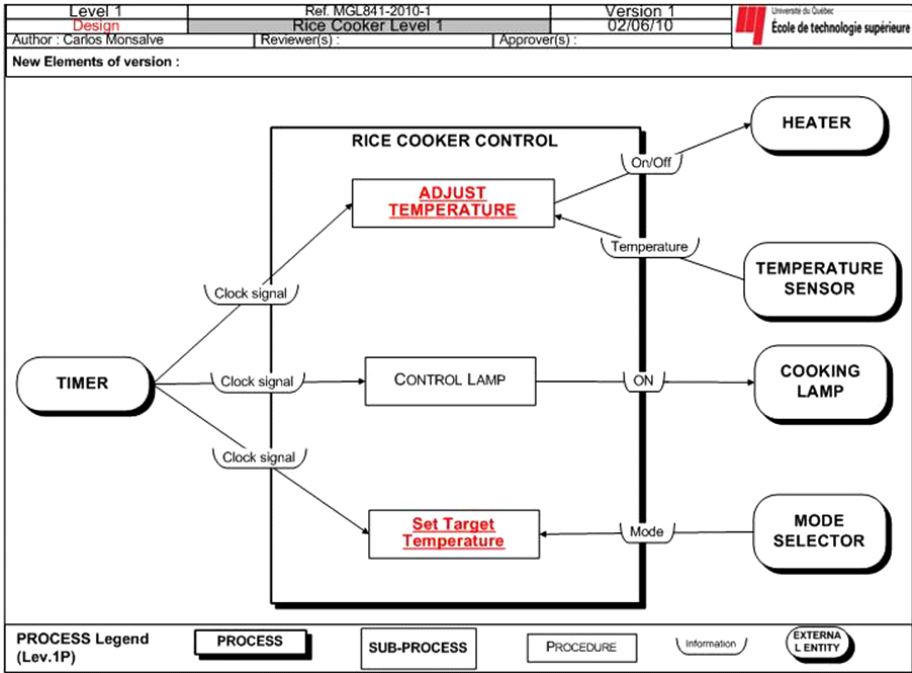 Level 1
Ref. MGL841-2010-1
Version 1
Université du Québec
Design
Rice Cooker Level 1
02/06/10
École de technologie supérieure
Author : Carlos Monsalve
Reviewer(s) :
Approver(s) :
New Elements of version :
RICE COOKER CONTROL
HEATER
On/Off
ADJUST
TEMPERATURE
Temperature
TEMPERATURE
SENSOR
Clock signal
TIMER
Clock signal
CONTROL LAMP
ON
COOKING
LAMP
Clock signal
Set Target
Temperature
Mode
MODE
SELECTOR
PROCESS Legend
(Lev.1P)
PROCESS
SUB-PROCESS
PROCEDURE
Information
EXTERNA
L ENTITY